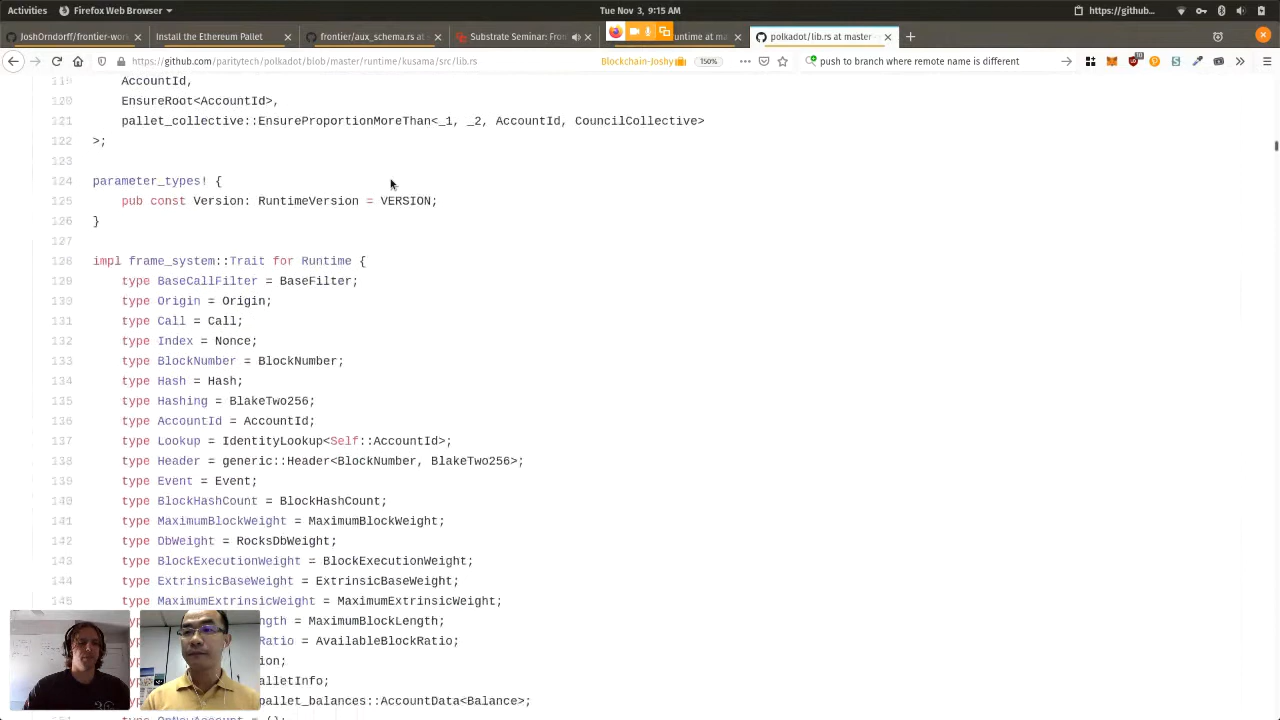 Activities Firefox Web Browser Tue Nov 3, 9:15 AM https://github...
JoshOrndorff/frontier-wor Install the Ethereum Pallet frontier/aux_schema.rs at Substrate Seminar: Fron untime at ma polkadot/lib.rs at master
https://github.com/paritytech/polkadot/blob/master/runtime/kusama/src/lib.rs Blockchain-Joshy 150% push to branch where remote name is different
119 AccountId,
120 EnsureRoot<AccountId>,
121 pallet_collective::EnsureProportionMoreThan<_1, _2, AccountId, CouncilCollective>
122 >;
123
124 parameter_types! {
125 pub const Version: RuntimeVersion = VERSION;
126 }
127
128 impl frame_system::Trait for Runtime {
129 type BaseCallFilter = BaseFilter;
130 type Origin = Origin;
131 type Call = Call;
132 type Index = Nonce;
133 type BlockNumber = BlockNumber;
134 type Hash = Hash;
135 type Hashing = BlakeTwo256;
136 type AccountId = AccountId;
137 type Lookup = IdentityLookup<Self::AccountId>;
138 type Header = generic::Header<BlockNumber, BlakeTwo256>;
139 type Event = Event;
140 type BlockHashCount = BlockHashCount;
141 type MaximumBlockWeight = MaximumBlockWeight;
142 type DbWeight = RocksDbWeight;
143 type BlockExecutionWeight = BlockExecutionWeight;
144 type ExtrinsicBaseWeight = ExtrinsicBaseWeight;
145 type MaximumExtrinsicWeight = MaximumExtrinsicWeight;
ngth = MaximumBlockLength;
Ratio = AvailableBlockRatio;
ion;
alletInfo;
pallet_balances::AccountData<Balance>;
type OnNewAccount = ();